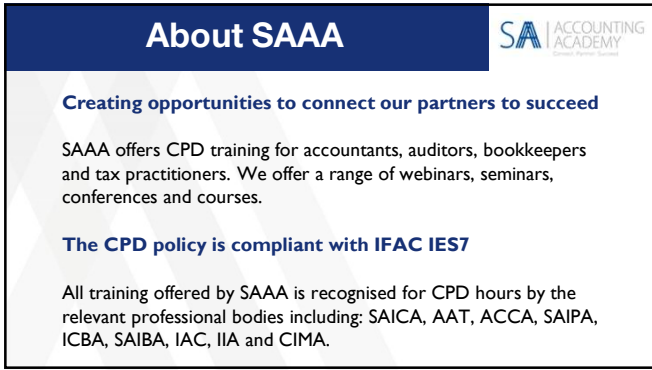 About SAAA
SA ACCOUNTING
ACADEMY
Connect. Partner. Succeed.
Creating opportunities to connect our partners to succeed
SAAA offers CPD training for accountants, auditors, bookkeepers
and tax practitioners. We offer a range of webinars, seminars,
conferences and courses.
The CPD policy is compliant with IFAC IES7
All training offered by SAAA is recognised for CPD hours by the
relevant professional bodies including: SAICA, AAT, ACCA, SAIPA,
ICBA, SAIBA, IAC, IIA and CIMA.